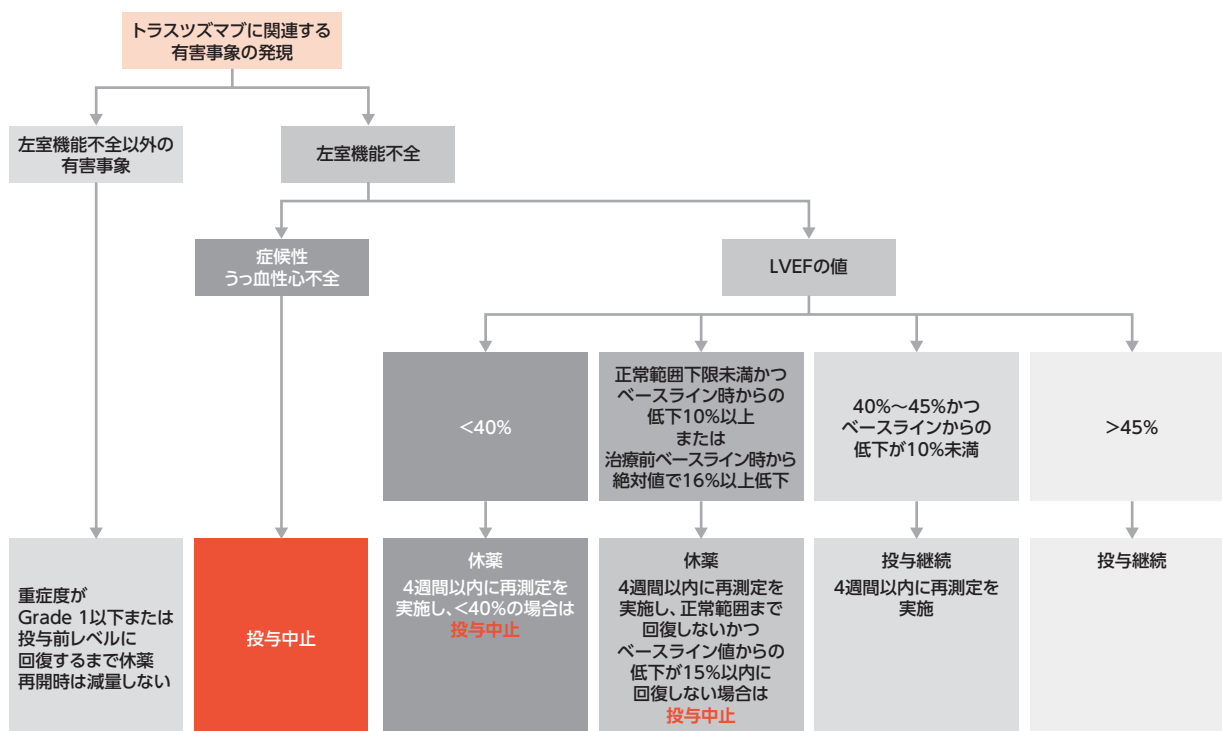 トラスツズマブに関連する
有害事象の発現
左室機能不全以外の
有害事象
左室機能不全
症候性
うっ血性心不全
LVEFの値
<40%
正常範囲下限未満かつ
ベースライン時からの
低下10%以上
または
治療前ベースライン時から
絶対値で16%以上低下
40%～45%かつ
ベースラインからの
低下が10%未満
>45%
重症度が
Grade 1以下または
投与前レベルに
回復するまで休薬
再開時は減量しない
投与中止
休薬
4週間以内に再測定を
実施し、<40%の場合は
投与中止
休薬
4週間以内に再測定を
実施し、正常範囲まで
回復しないかつ
ベースライン値からの
低下が15%以内に
回復しない場合は
投与中止
投与継続
4週間以内に再測定を
実施
投与継続